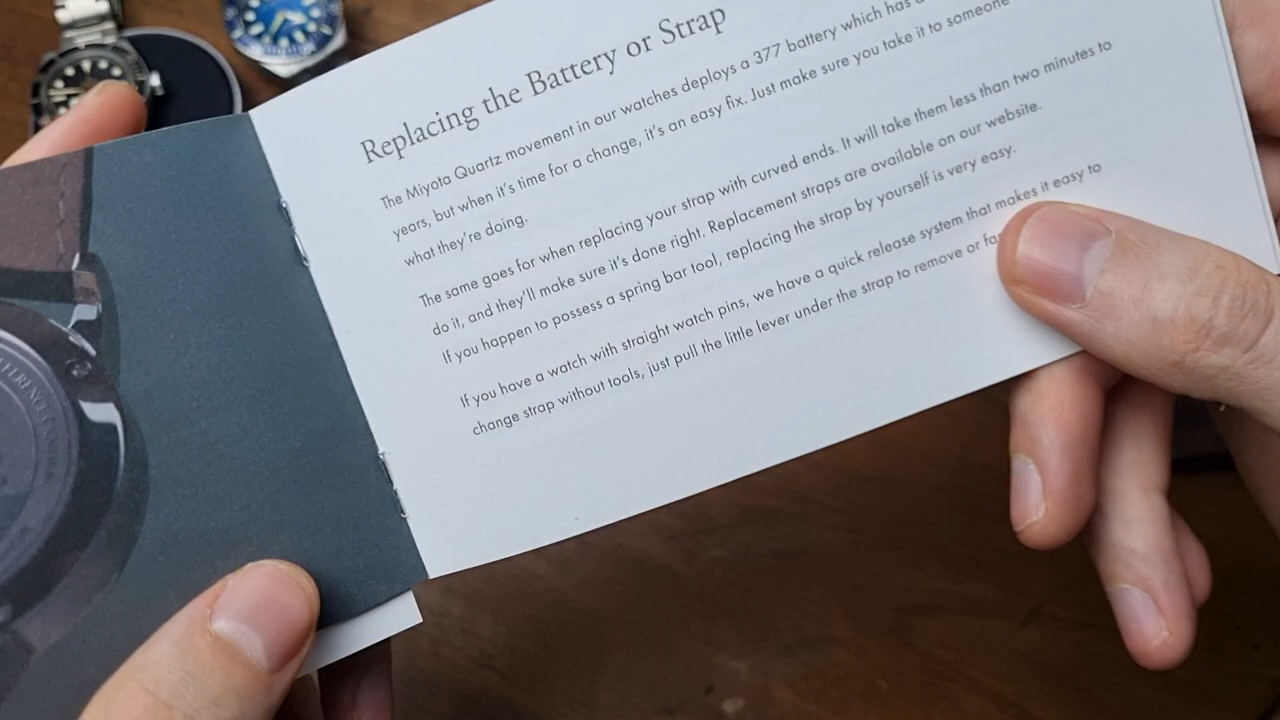 Replacing the Battery or Strap
The Miyota Quartz movement in our watches deploys a 377 battery which has a
years, but when it's time for a change, it's an easy fix. Just make sure you take it to someone
what they're doing.
The same goes for when replacing your strap with curved ends. It will take them less than two minutes to
do it, and they'll make sure it's done right. Replacement straps are available on our website.
If you happen to possess a spring bar tool, replacing the strap by yourself is very easy.
If you have a watch with straight watch pins, we have a quick release system that makes it easy to
change strap without tools, just pull the little lever under the strap to remove or